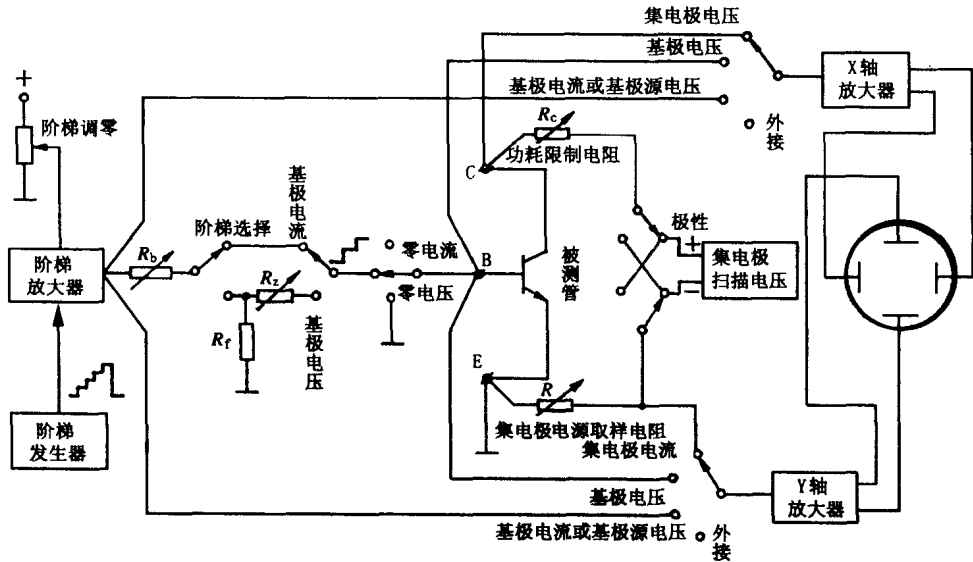 集电极电压
基极电压
基极电流或基极源电压
X轴
放大器
外接
+
阶梯调零
Rc
功耗限制电阻
C
基极电流
阶梯选择
极性
阶梯
放大器
Rb
零电流
B
被测管
+
集电极
扫描电压
−
Rz
零电压
Rf
基极电压
E
R
阶梯
发生器
集电极电源取样电阻
集电极电流
基极电压
Y轴
放大器
基极电流或基极源电压
外接